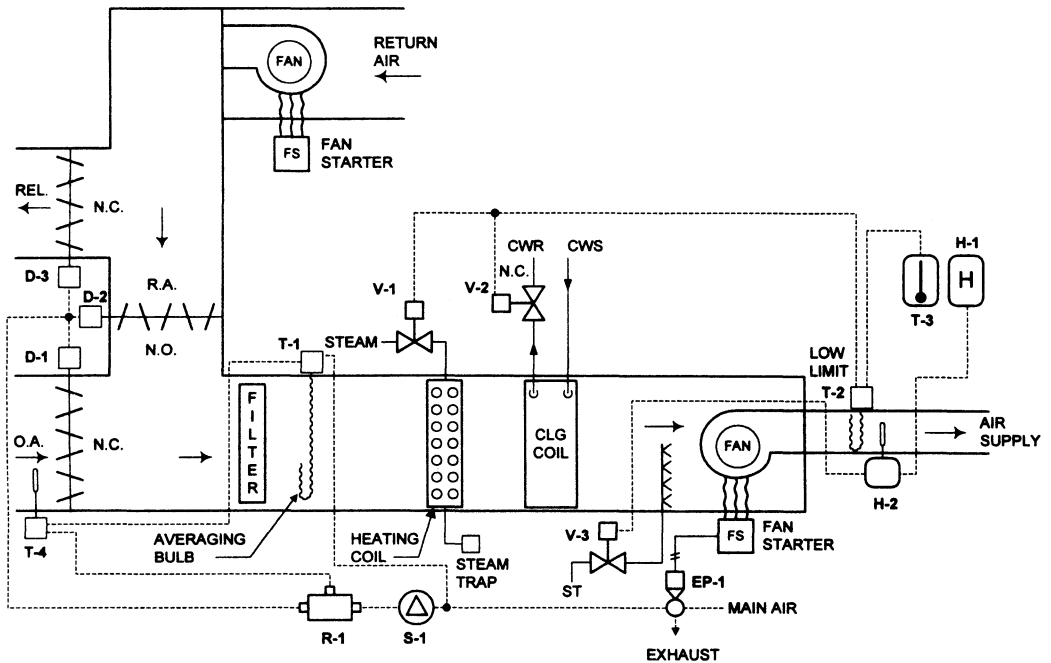 RETURN
AIR
FAN
FS
FAN
STARTER
REL.
N.C.
D-3
D-2
R.A.
N.O.
D-1
CWR
CWS
N.C.
V-1
V-2
H-1
H
T-3
STEAM
T-1
LOW
LIMIT
T-2
O.A.
N.C.
FILTER
CLG
COIL
FAN
AIR
SUPPLY
H-2
T-4
AVERAGING
BULB
HEATING
COIL
STEAM
TRAP
V-3
ST
FS
FAN
STARTER
EP-1
MAIN AIR
R-1
S-1
EXHAUST